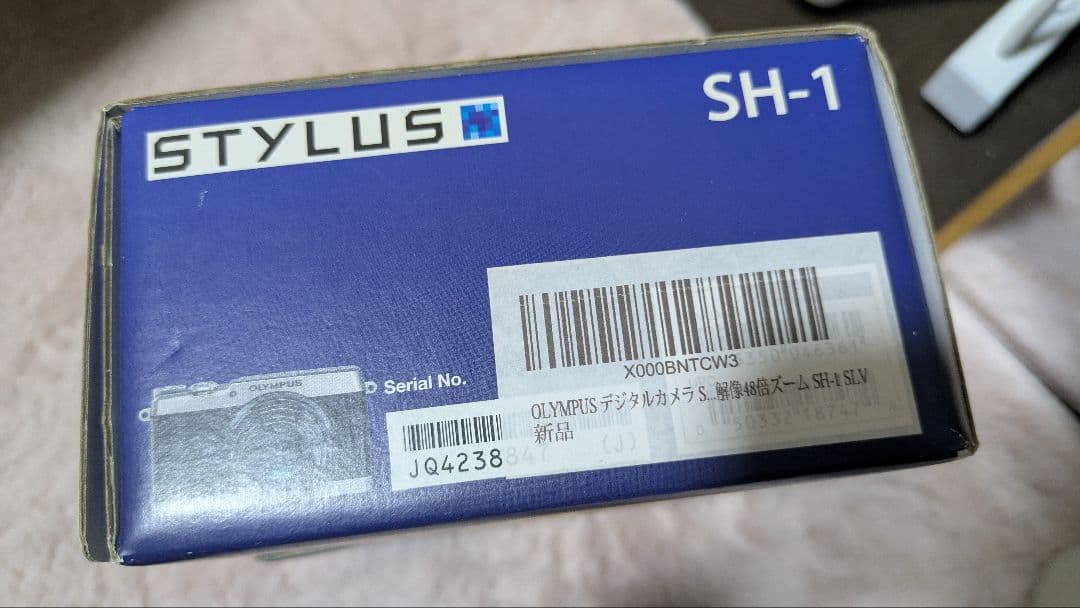 STYLUS
SH-1
X000BNTCW3
OLYMPUS デジタルカメラ S...解像48倍ズーム SH-1 SLV
新品
OLYMPUS
Serial No.
JQ4238
(J)